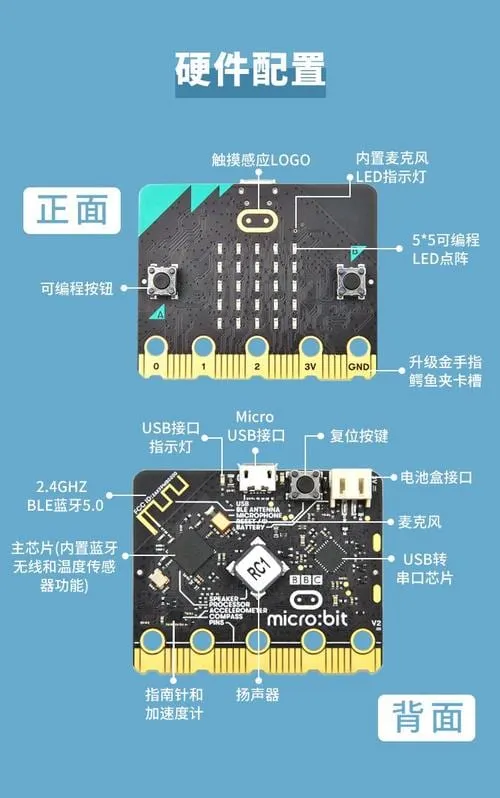 硬件配置
触摸感应LOGO
内置麦克风
LED指示灯
正面
5*5可编程
LED点阵
B
可编程按钮
A
0 1 2 3V GND
升级金手指
鳄鱼夹卡槽
USB接口
指示灯
Micro
USB接口
复位按键
2.4GHZ
BLE蓝牙5.0
电池盒接口
USB
BLE ANTENNA
MICROPHONE
RESET
BATTERY
麦克风
主芯片(内置蓝牙
无线和温度传感
器功能)
USB转
串口芯片
RC1
BBC
micro:bit
SPEAKER
PROCESSOR
ACCELEROMETER
COMPASS
PINS
V2
指南针和
加速度计
扬声器
背面